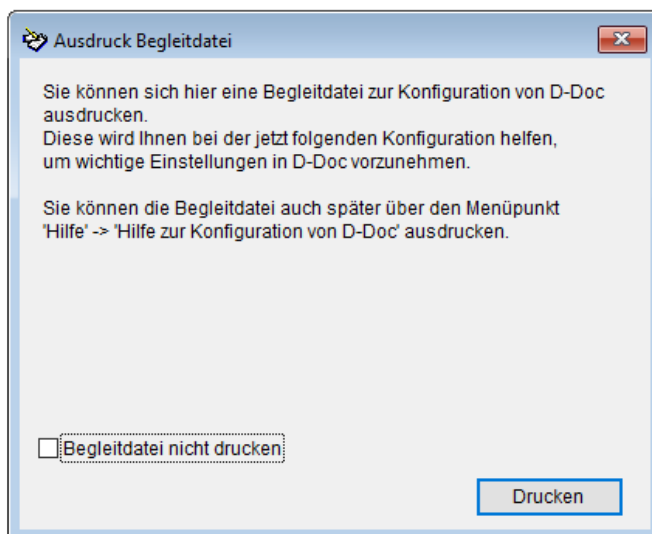 Ausdruck Begleitdatei
Sie können sich hier eine Begleitdatei zur Konfiguration von D-Doc
ausdrucken.
Diese wird Ihnen bei der jetzt folgenden Konfiguration helfen,
um wichtige Einstellungen in D-Doc vorzunehmen.
Sie können die Begleitdatei auch später über den Menüpunkt
'Hilfe' -> 'Hilfe zur Konfiguration von D-Doc' ausdrucken.
Begleitdatei nicht drucken
Drucken